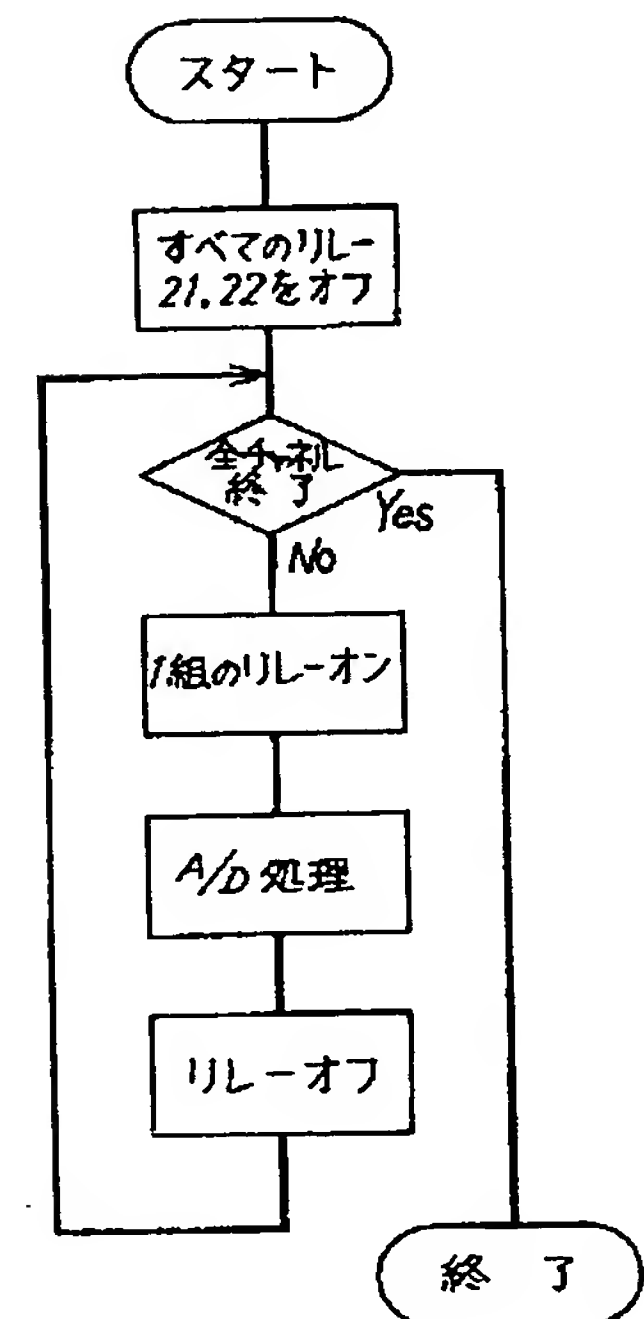 スタート
すべてのリレー
21.22をオフ
全チャネル
終了
Yes
No
1組のリレーオン
A/D処理
リレーオフ
終了